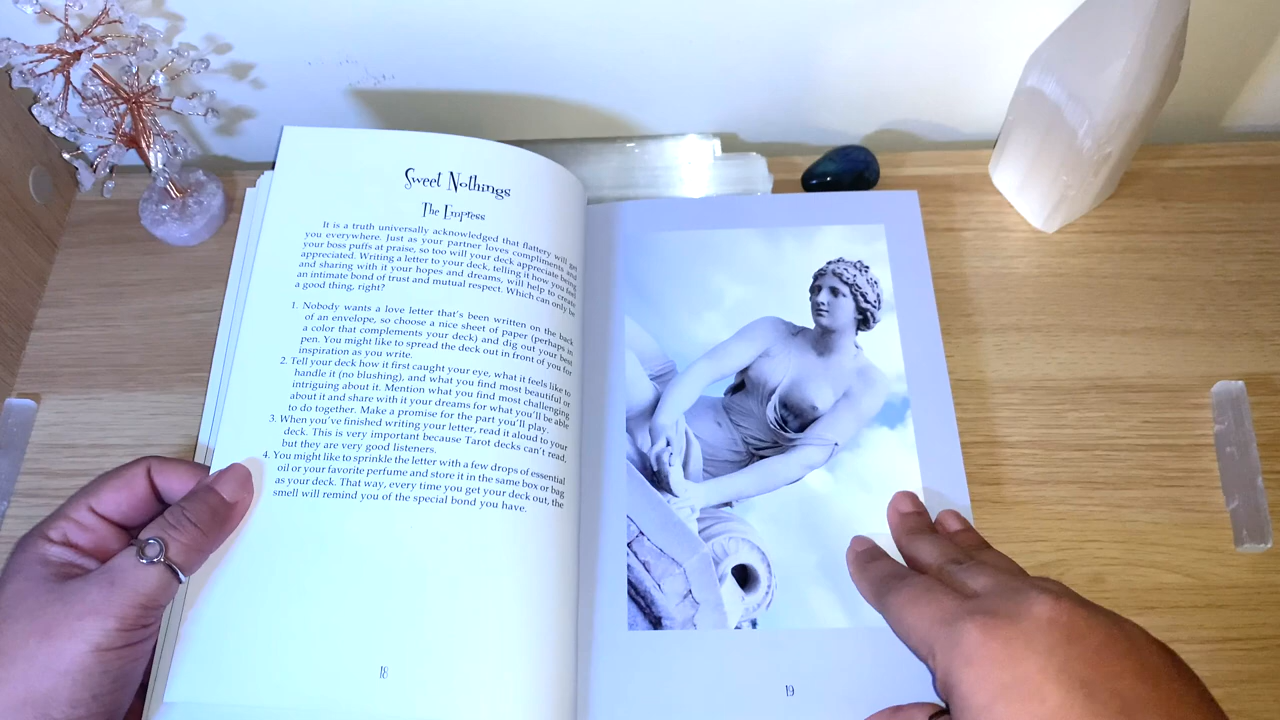 Sweet Nothings
The Empress
It is a truth universally acknowledged that flattery will get
you everywhere. Just as your partner loves compliments and
your boss puffs at praise, so too will your deck appreciate being
appreciated. Writing a letter to your deck, telling it how you feel
and sharing with it your hopes and dreams, will help to create
an intimate bond of trust and mutual respect. Which can only be
a good thing, right?
1. Nobody wants a love letter that's been written on the back
of an envelope, so choose a nice sheet of paper (perhaps in
a color that complements your deck) and dig out your best
pen. You might like to spread the deck out in front of you for
inspiration as you write.
2. Tell your deck how it first caught your eye, what it feels like to
handle it (no blushing), and what you find most beautiful or
intriguing about it. Mention what you find most challenging
about it and share with it your dreams for what you'll be able
to do together. Make a promise for the part you'll play.
3. When you've finished writing your letter, read it aloud to your
deck. This is very important because Tarot decks can't read,
but they are very good listeners.
4. You might like to sprinkle the letter with a few drops of essential
oil or your favorite perfume and store it in the same box or bag
as your deck. That way, every time you get your deck out, the
smell will remind you of the special bond you have.
18
19